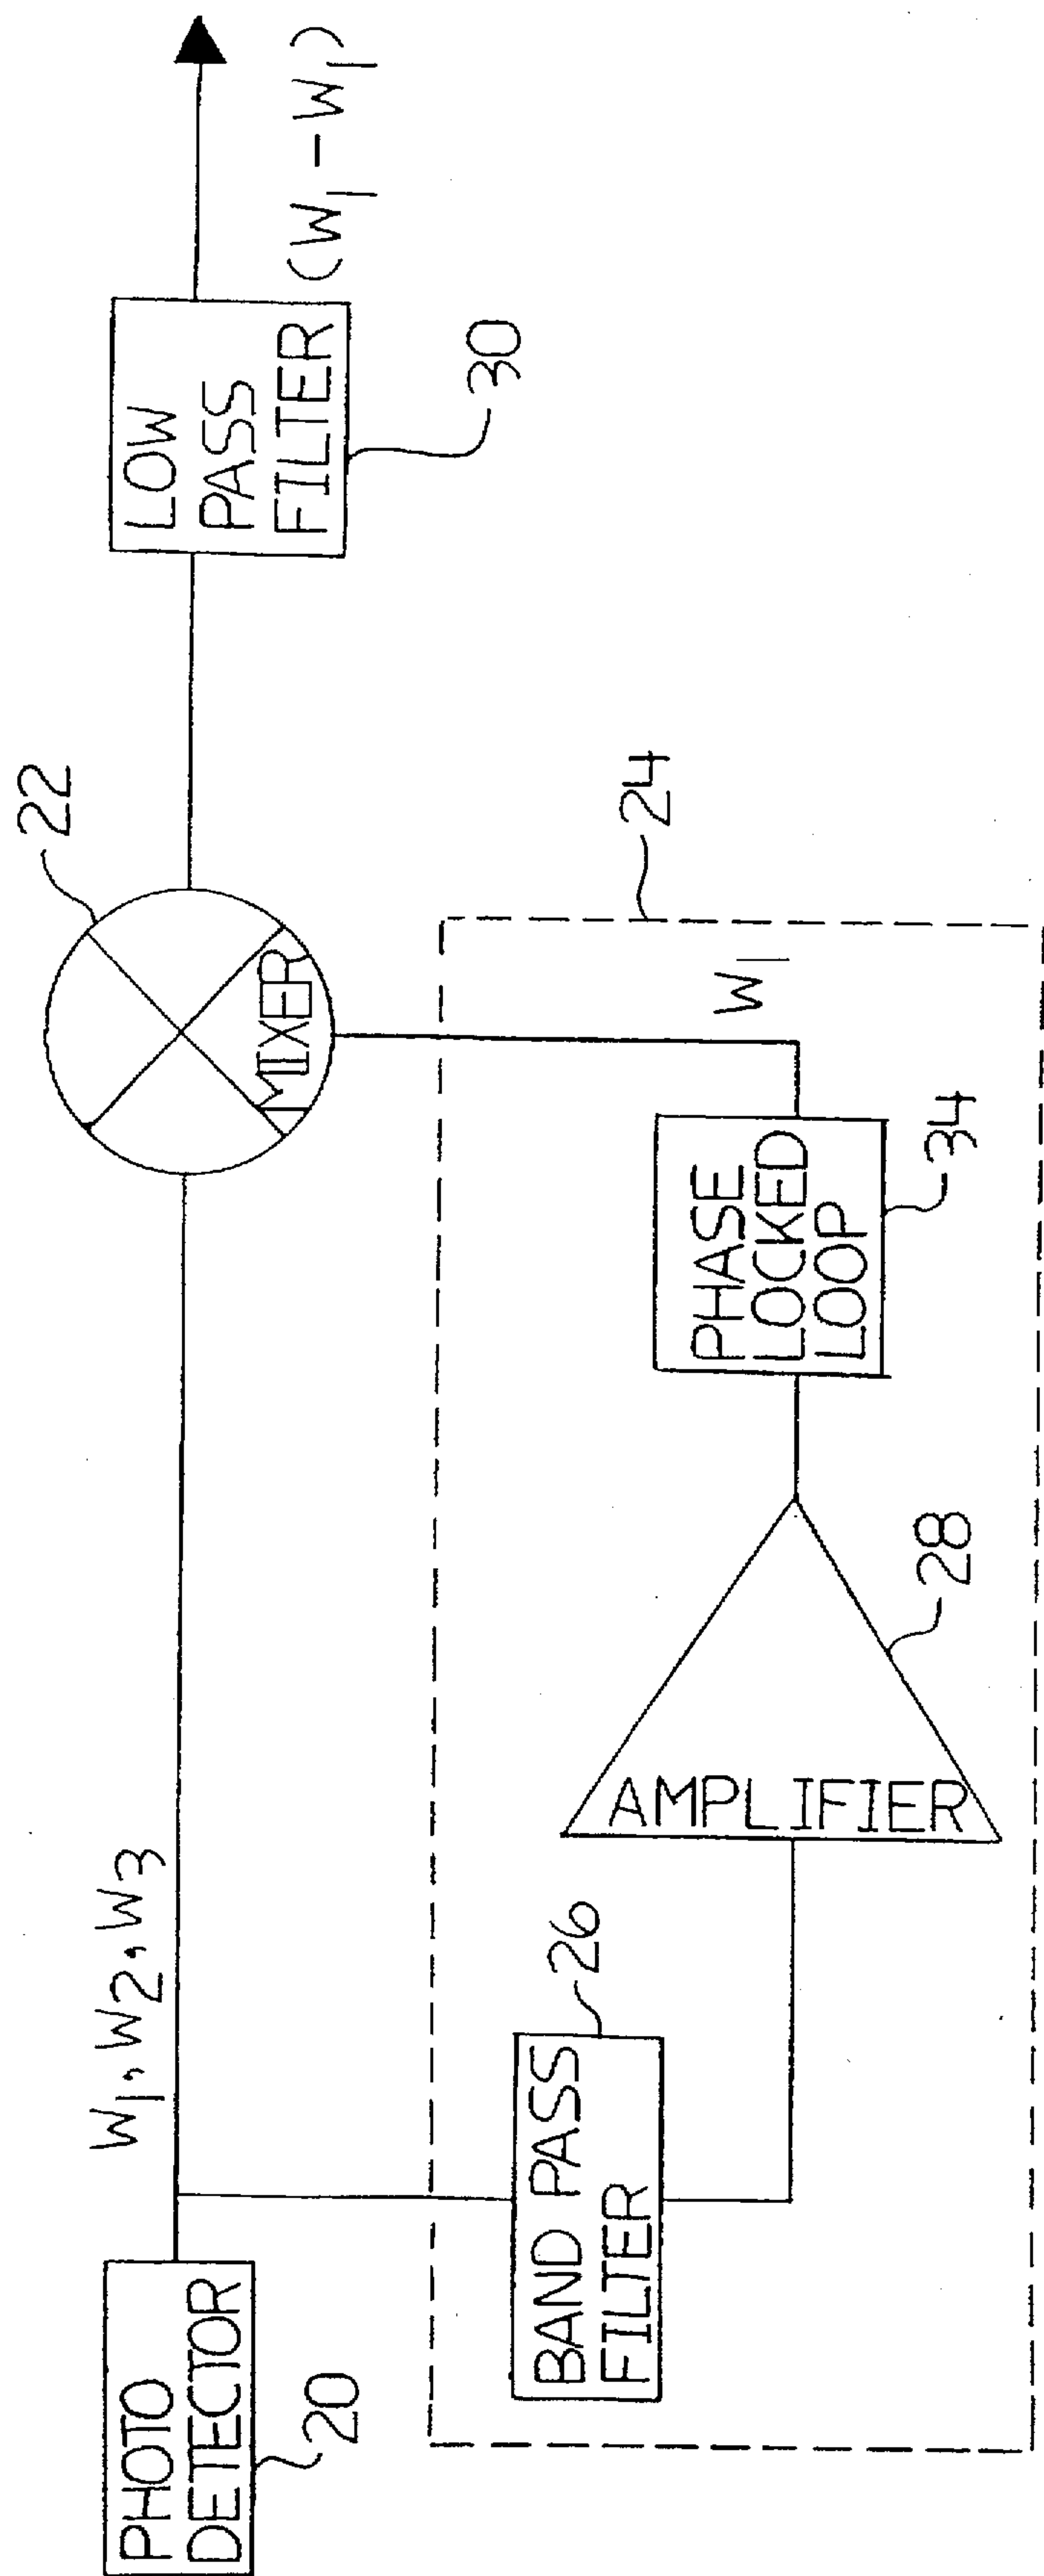 PHOTO
DETECTOR
20
W1, W2, W3
22
MIXER
LOW
PASS
FILTER
30
(W1 - W1)
24
BAND PASS
FILTER
26
AMPLIFIER
28
PHASE
LOCKED
LOOP
34
W1